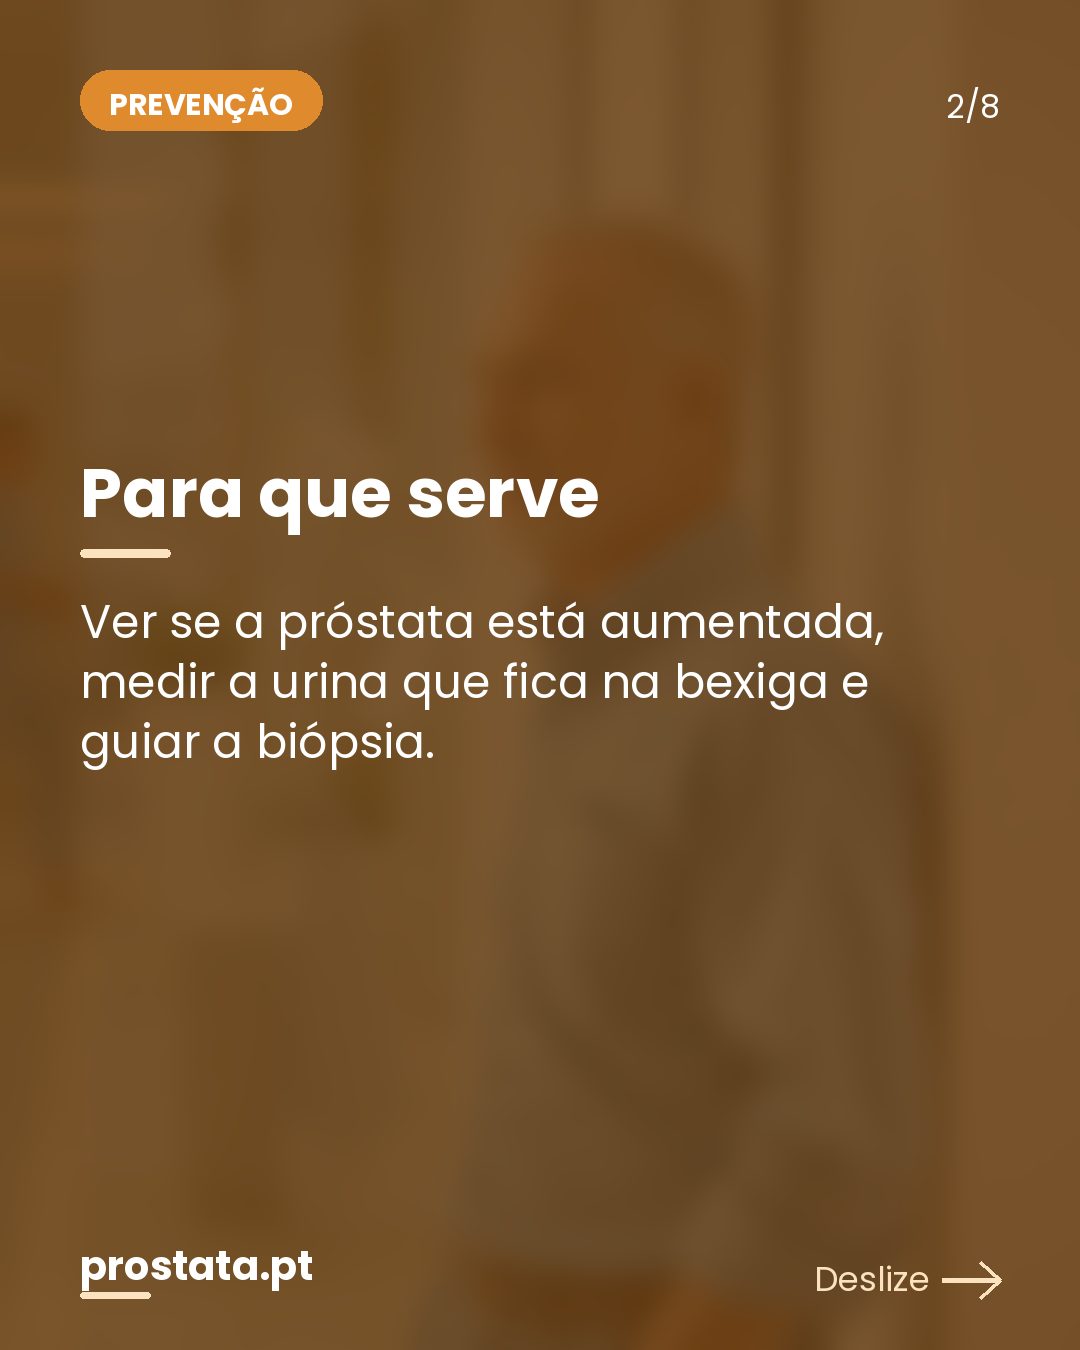 PREVENÇÃO
2/8
Para que serve
Ver se a próstata está aumentada,
medir a urina que fica na bexiga e
guiar a biópsia.
prostata.pt
Deslize